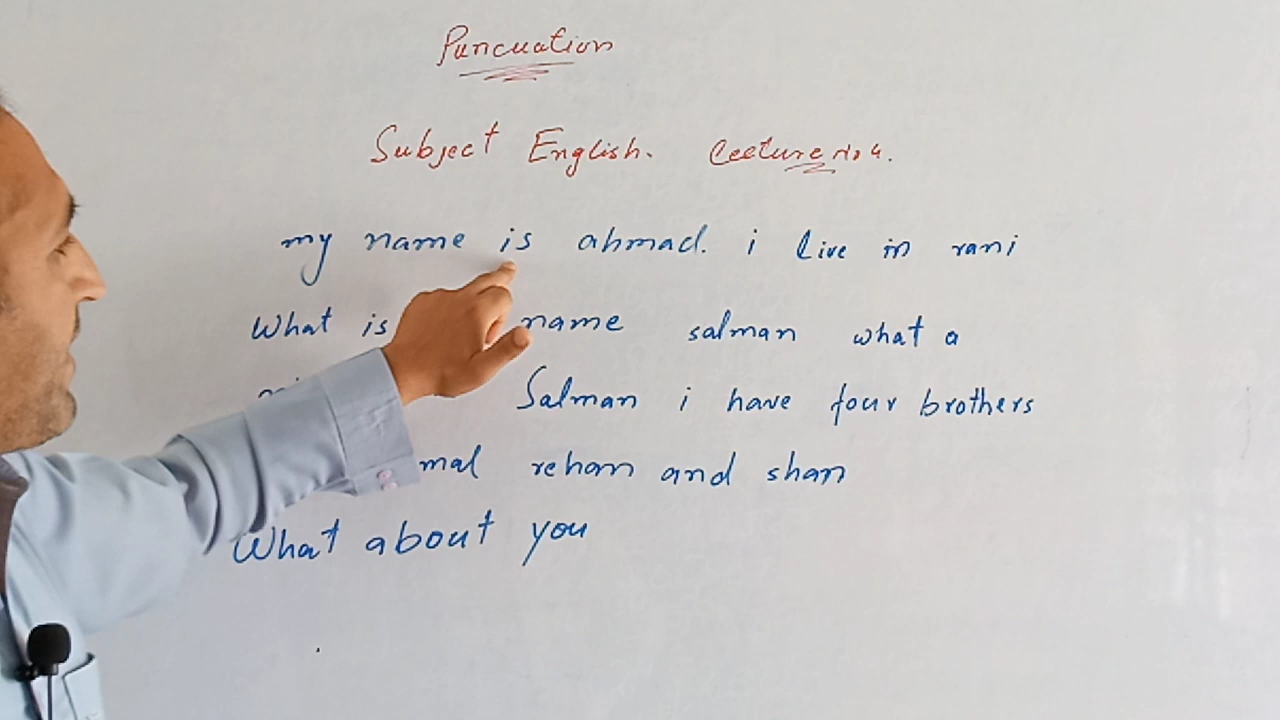 Puncuation
Subject English. Lecture No 4.
my name is ahmad. i live in rani
What is name salman what a
Salman i have four brothers
rehan and shan
What about you